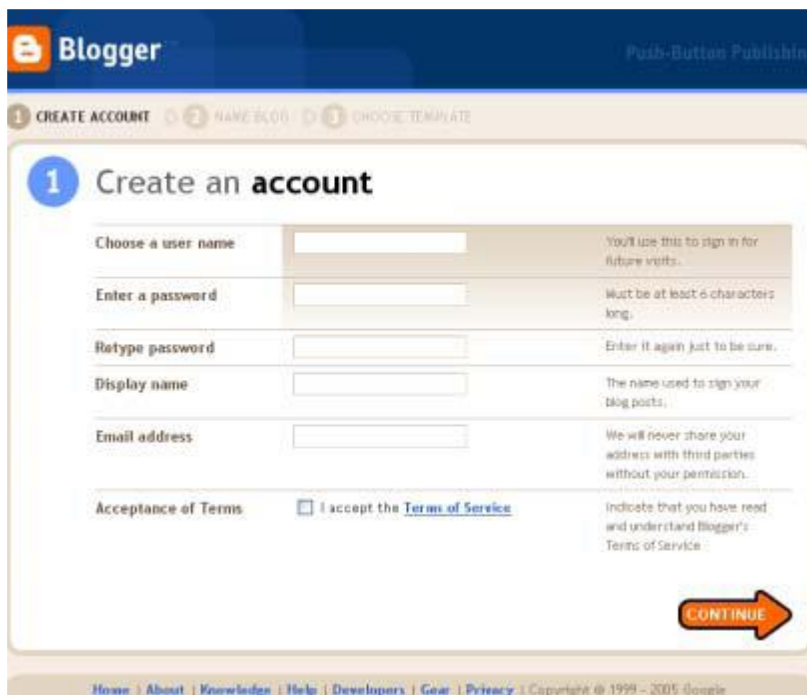 Blogger
Push-Button Publishin
1 CREATE ACCOUNT 2 NAME BLOG 3 CHOOSE TEMPLATE
1 Create an account
Choose a user name
You'll use this to sign in for
future visits.
Enter a password
Must be at least 6 characters
long.
Retype password
Enter it again just to be sure.
Display name
The name used to sign your
blog posts.
Email address
We will never share your
address with third parties
without your permission.
Acceptance of Terms
I accept the Terms of Service
Indicate that you have read
and understand Blogger's
Terms of Service
CONTINUE
Home | About | Knowledge | Help | Developers | Gear | Privacy | Copyright © 1999 - 2005 Google